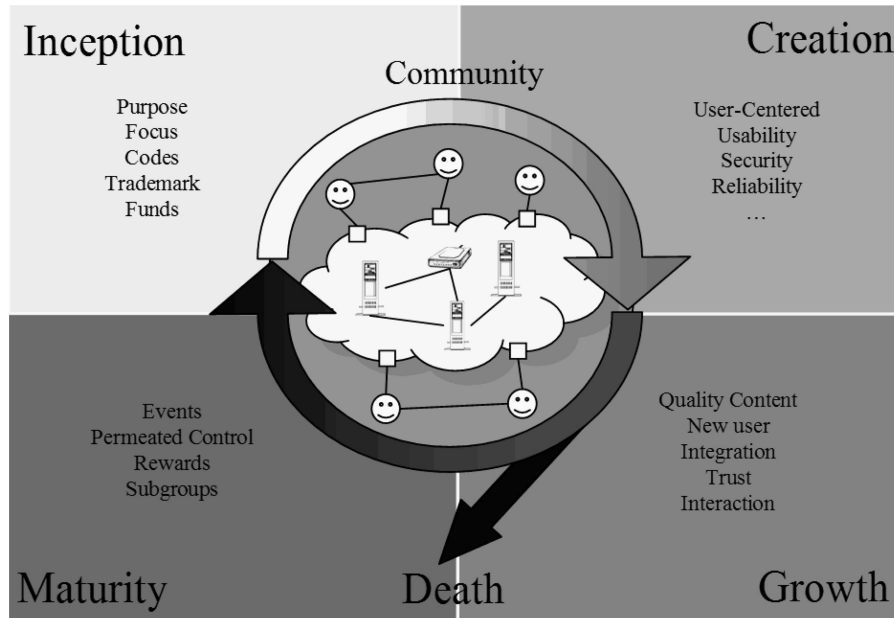 Inception
Purpose
Focus
Codes
Trademark
Funds
Community
Creation
User-Centered
Usability
Security
Reliability
…
Events
Permeated Control
Rewards
Subgroups
Quality Content
New user
Integration
Trust
Interaction
Maturity
Death
Growth